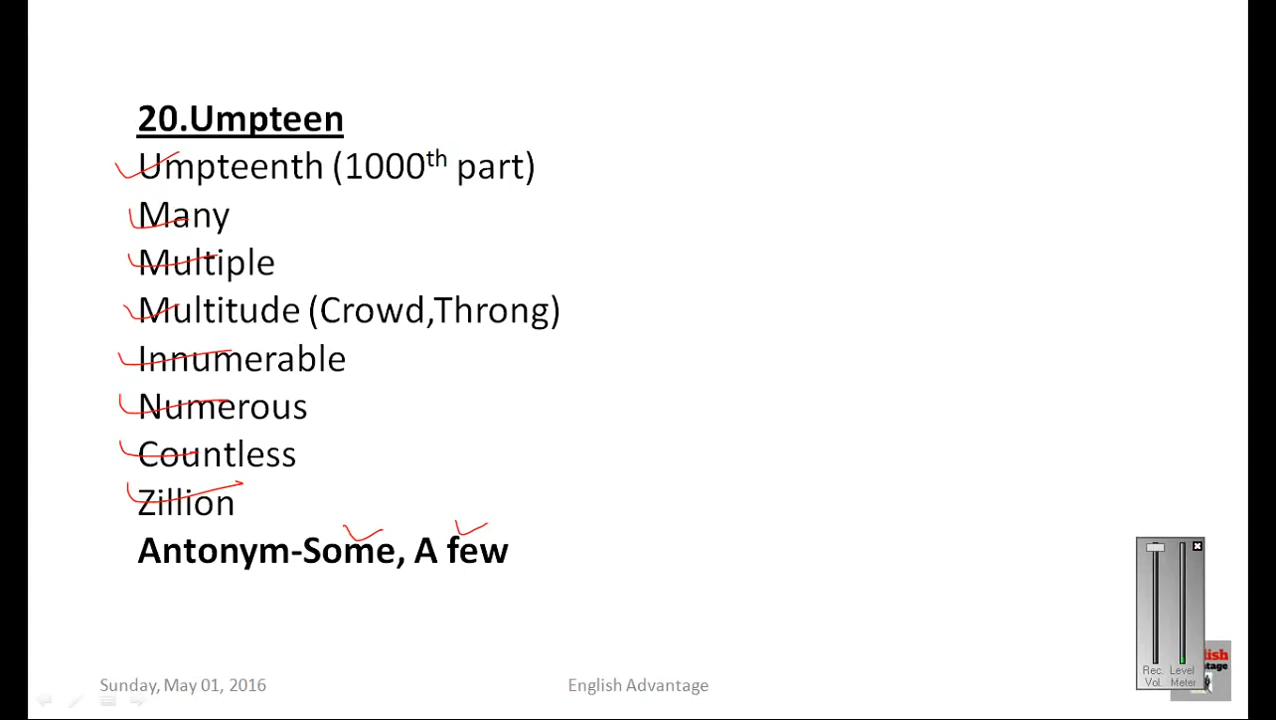 20.Umpteen
Umpteenth (1000th part)
Many
Multiple
Multitude (Crowd,Throng)
Innumerable
Numerous
Countless
Zillion
Antonym-Some, A few
Sunday, May 01, 2016
English Advantage
Rec. Level
Vol. Meter